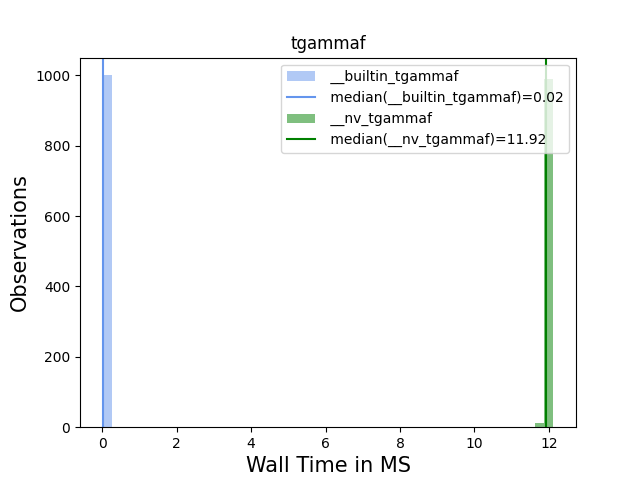 tgammaf
__builtin_tgammaf
median(__builtin_tgammaf)=0.02
__nv_tgammaf
median(__nv_tgammaf)=11.92
Observations
1000
800
600
400
200
0
0 2 4 6 8 10 12
Wall Time in MS